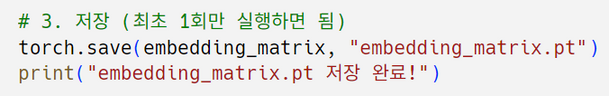 # 3. 저장 (최초 1회만 실행하면 됨)
torch.save(embedding_matrix, "embedding_matrix.pt")
print("embedding_matrix.pt 저장 완료!")